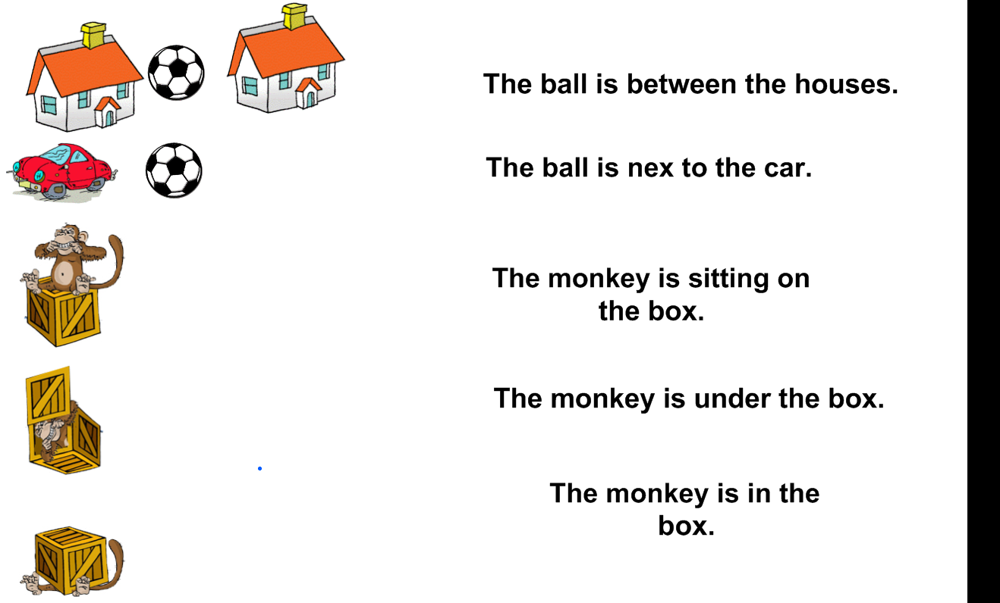 The ball is between the houses.
The ball is nex to the car.
The monkey is sitting on
the box.
The monkey is under the box.
The monkey is in the
box.